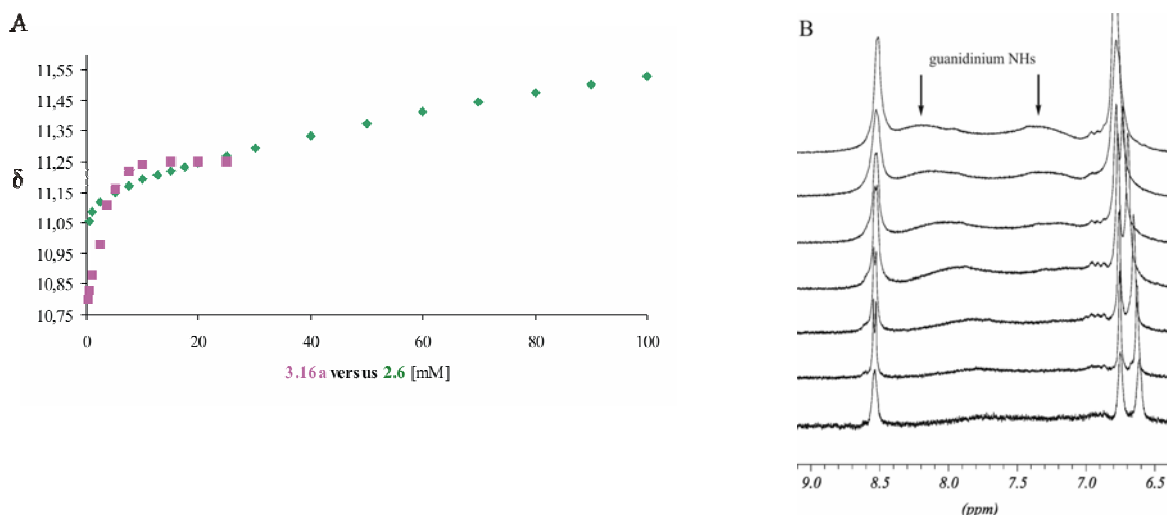 A
11,55
11,45
11,35
11,25
11,15
11,05
10,95
10,85
10,75
δ
0 20 40 60 80 100
3.16a versus 2.6 [mM]
B
guanidinium NHs
9.0 8.5 8.0 7.5 7.0 6.5
(ppm)